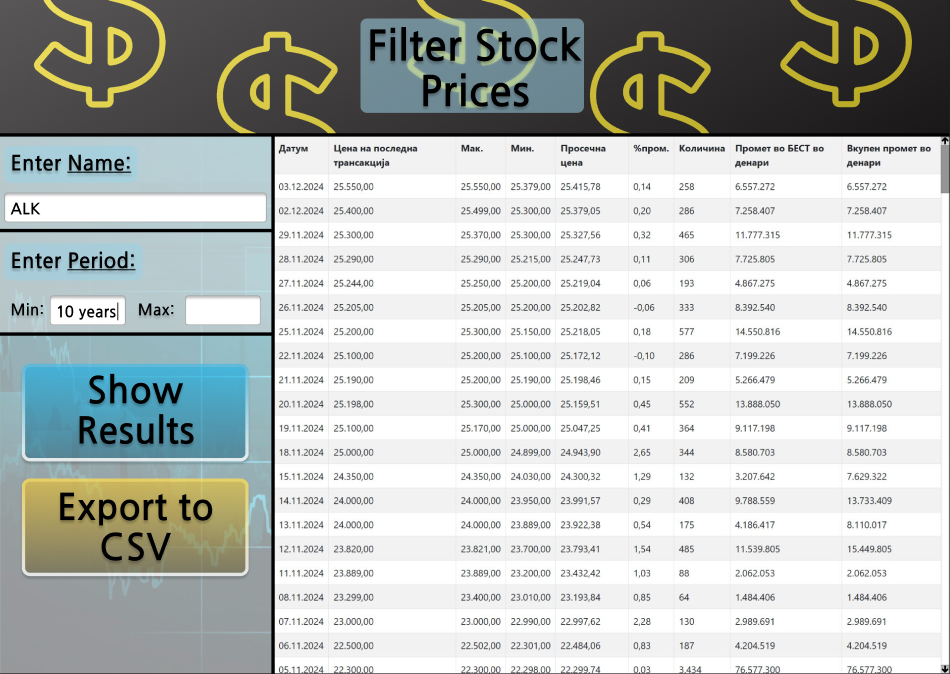 Filter Stock
Prices
Enter Name:
ALK
Enter Period:
Min: 10 years Max:
Show
Results
Export to
CSV
Датум Цена на последна трансакција Мак. Мин. Просечна цена %пром. Количина Промет во БЕСТ во денари Вкупен промет во денари
03.12.2024 25.550,00 25.550,00 25.379,00 25.415,78 0,14 258 6.557.272 6.557.272
02.12.2024 25.400,00 25.499,00 25.300,00 25.379,05 0,20 286 7.258.407 7.258.407
29.11.2024 25.300,00 25.370,00 25.300,00 25.327,56 0,32 465 11.777.315 11.777.315
28.11.2024 25.290,00 25.290,00 25.215,00 25.247,73 0,11 306 7.725.805 7.725.805
27.11.2024 25.244,00 25.250,00 25.200,00 25.219,04 0,06 193 4.867.275 4.867.275
26.11.2024 25.205,00 25.205,00 25.200,00 25.202,82 -0,06 333 8.392.540 8.392.540
25.11.2024 25.200,00 25.300,00 25.150,00 25.218,05 0,18 577 14.550.816 14.550.816
22.11.2024 25.100,00 25.200,00 25.100,00 25.172,12 -0,10 286 7.199.226 7.199.226
21.11.2024 25.190,00 25.200,00 25.190,00 25.198,46 0,15 209 5.266.479 5.266.479
20.11.2024 25.198,00 25.300,00 25.000,00 25.159,51 0,45 552 13.888.050 13.888.050
19.11.2024 25.100,00 25.170,00 25.000,00 25.047,25 0,41 364 9.117.198 9.117.198
18.11.2024 25.000,00 25.000,00 24.899,00 24.943,90 2,65 344 8.580.703 8.580.703
15.11.2024 24.350,00 24.350,00 24.030,00 24.300,32 1,29 132 3.207.642 7.629.322
14.11.2024 24.000,00 24.000,00 23.950,00 23.991,57 0,29 408 9.788.559 13.733.409
13.11.2024 24.000,00 24.000,00 23.889,00 23.922,38 0,54 175 4.186.417 8.110.017
12.11.2024 23.820,00 23.821,00 23.700,00 23.793,41 1,54 485 11.539.805 15.449.805
11.11.2024 23.889,00 23.889,00 23.200,00 23.432,42 1,03 88 2.062.053 2.062.053
08.11.2024 23.299,00 23.400,00 23.010,00 23.193,84 0,85 64 1.484.406 1.484.406
07.11.2024 23.000,00 23.000,00 22.990,00 22.997,62 2,28 130 2.989.691 2.989.691
06.11.2024 22.500,00 22.502,00 22.301,00 22.484,06 0,83 187 4.204.519 4.204.519
05.11.2024 22.300,00 22.300,00 22.298,00 22.299,74 0,03 3.434 76.577.300 76.577.300